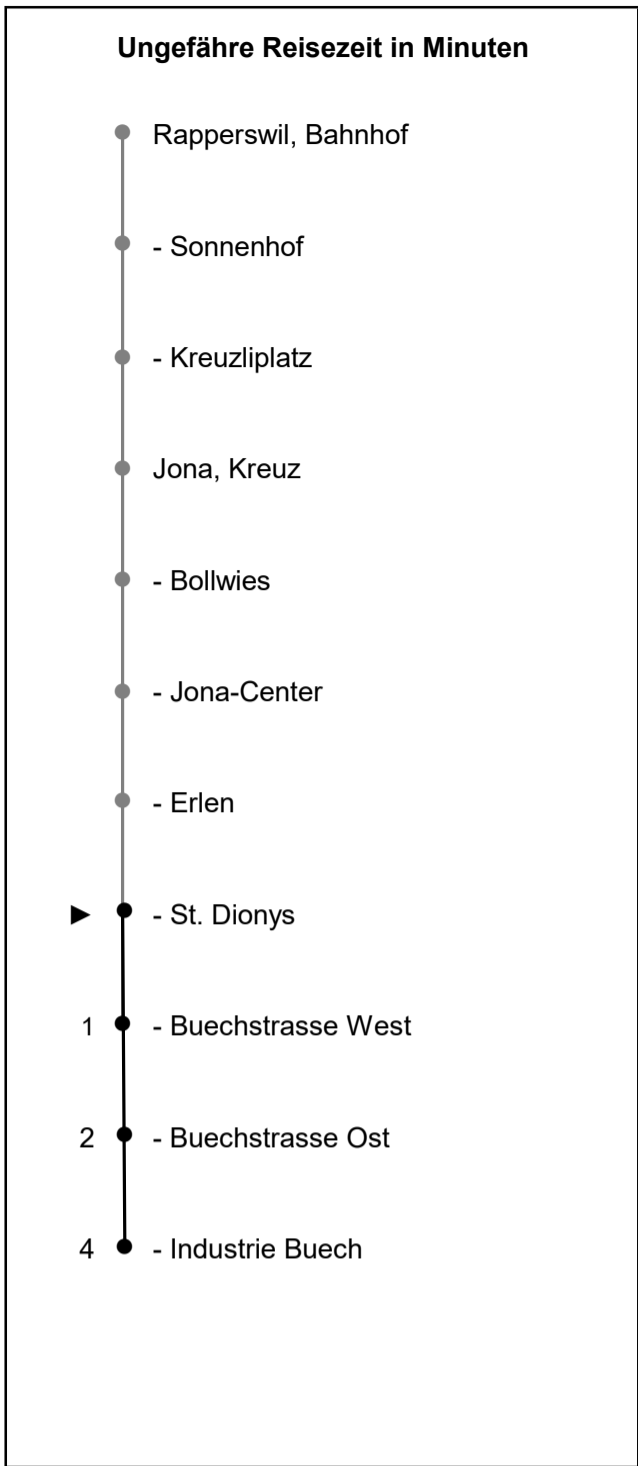 Ungefähre Reisezeit in Minuten
Rapperswil, Bahnhof
- Sonnenhof
- Kreuzliplatz
Jona, Kreuz
- Bollwies
- Jona-Center
- Erlen
► - St. Dionys
1 - Buechstrasse West
2 - Buechstrasse Ost
4 - Industrie Buech